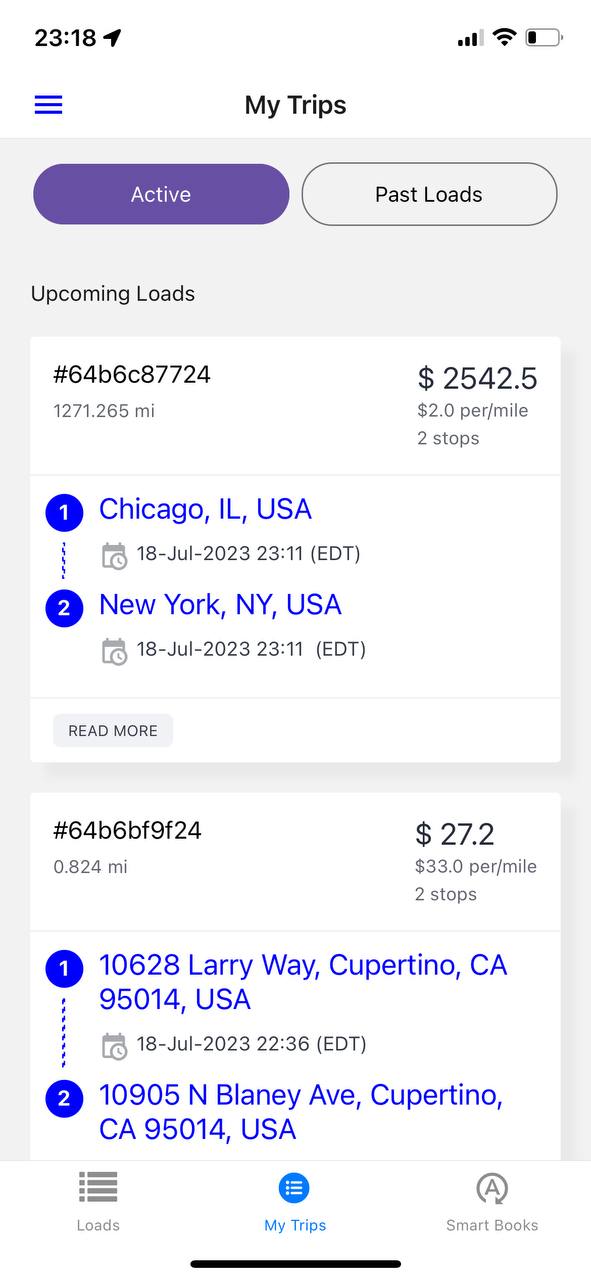 23:18
My Trips
Active
Past Loads
Upcoming Loads
#64b6c87724
$ 2542.5
1271.265 mi
$2.0 per/mile
2 stops
1
Chicago, IL, USA
18-Jul-2023 23:11 (EDT)
2
New York, NY, USA
18-Jul-2023 23:11 (EDT)
READ MORE
#64b6bf9f24
$ 27.2
0.824 mi
$33.0 per/mile
2 stops
1
10628 Larry Way, Cupertino, CA
95014, USA
18-Jul-2023 22:36 (EDT)
2
10905 N Blaney Ave, Cupertino,
CA 95014, USA
Loads
My Trips
A
Smart Books